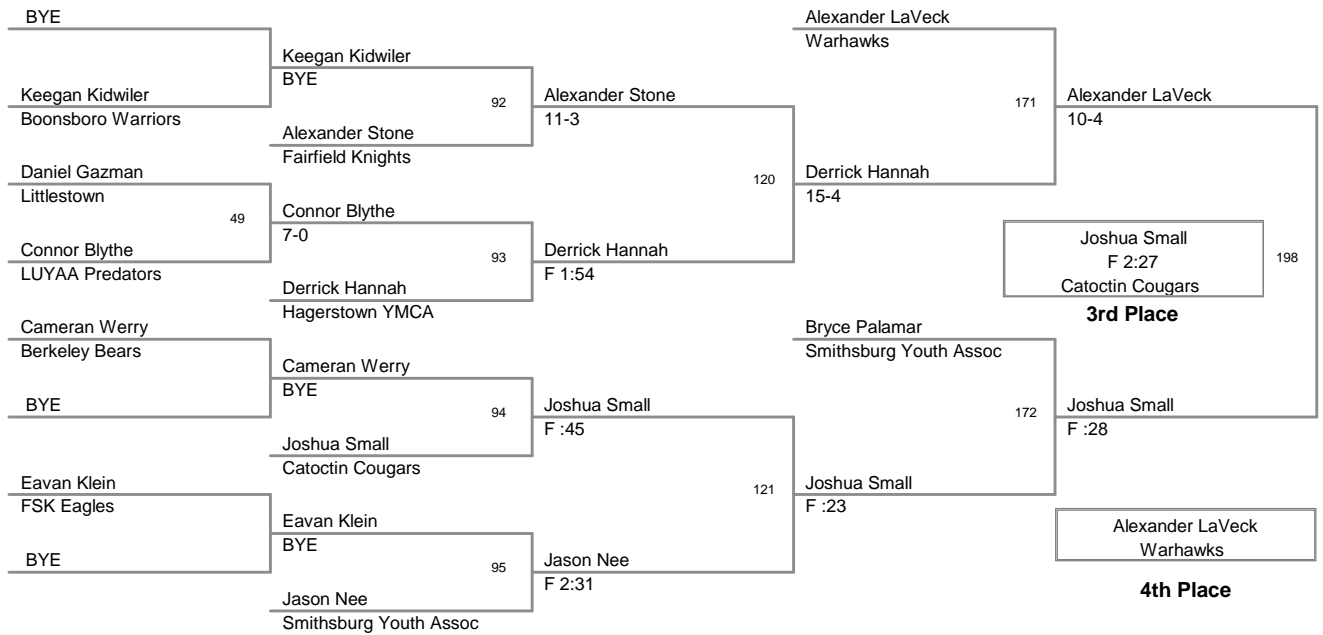 BYE
Keegan Kidwiler
Boonsboro Warriors
Daniel Gazman
Littlestown
49
Connor Blythe
LUYAA Predators
Cameran Werry
Berkeley Bears
BYE
Eavan Klein
FSK Eagles
BYE
Keegan Kidwiler
BYE
92
Alexander Stone
Fairfield Knights
Connor Blythe
7-0
93
Derrick Hannah
Hagerstown YMCA
Cameran Werry
BYE
94
Joshua Small
Catoctin Cougars
Eavan Klein
BYE
95
Jason Nee
Smithsburg Youth Assoc
Alexander Stone
11-3
120
Derrick Hannah
F 1:54
Joshua Small
F :45
121
Jason Nee
F 2:31
Alexander LaVeck
Warhawks
171
Derrick Hannah
15-4
Bryce Palamar
Smithsburg Youth Assoc
172
Joshua Small
F :23
Alexander LaVeck
10-4
198
Joshua Small
F :28
Joshua Small
F 2:27
Catoctin Cougars
3rd Place
Alexander LaVeck
Warhawks
4th Place